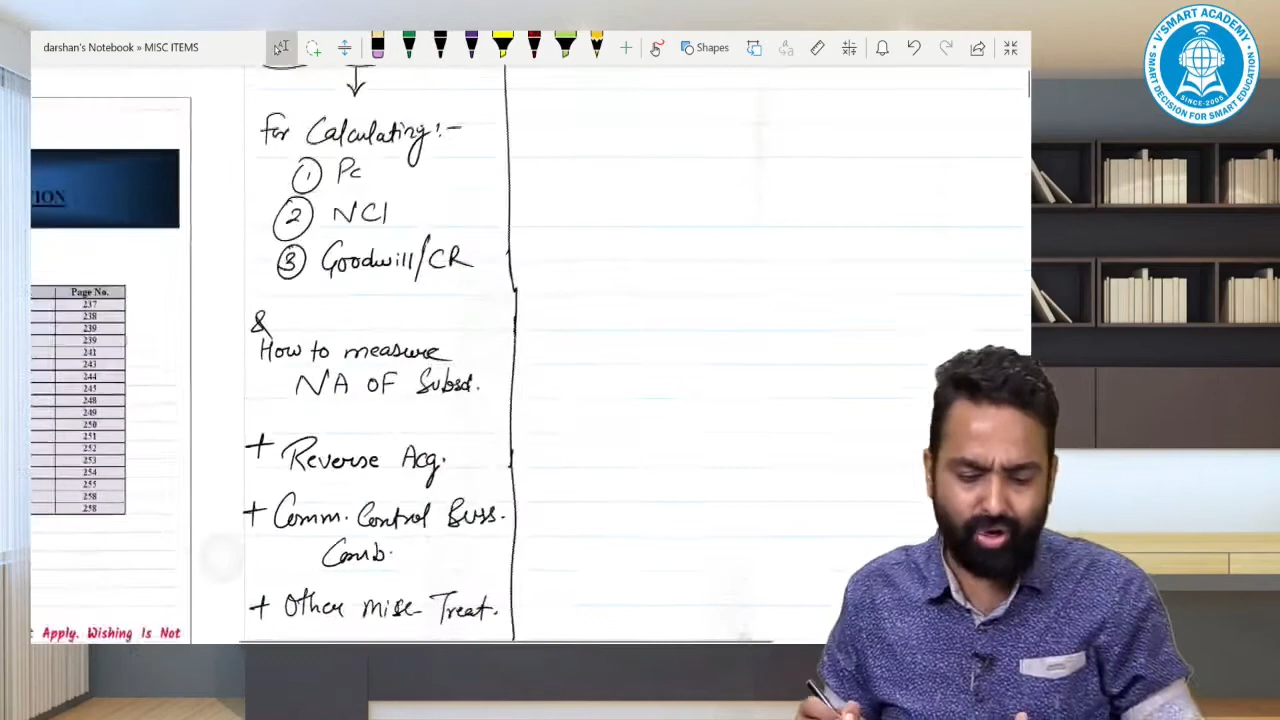 darshan's Notebook » MISC ITEMS
Shapes
V'SMART ACADEMY
SINCE-2005
SMART DECISION FOR SMART EDUCATION
For Calculating:-
① PC
② NCI
③ Goodwill/CR
&
How to measure
NA OF Subsd.
+ Reverse Acq.
+ Comm. Control Buss.
Comb.
+ Other misc Treat.
ION
Page No.
237
238
239
239
241
243
244
245
248
249
250
251
252
253
254
255
258
258
t Apply. Wishing Is Not